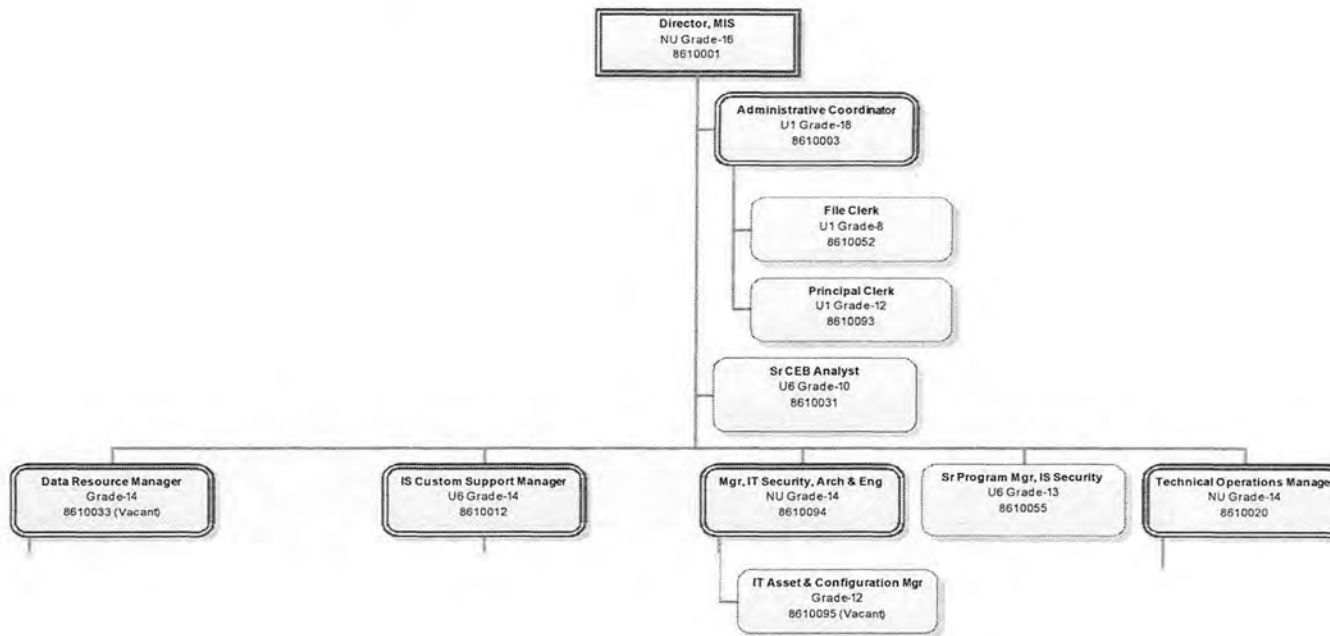 Director, MIS
NU Grade-16
8610001
Administrative Coordinator
U1 Grade-18
8610003
File Clerk
U1 Grade-8
8610052
Principal Clerk
U1 Grade-12
8610093
Sr CEB Analyst
U6 Grade-10
8610031
Data Resource Manager
Grade-14
8610033 (Vacant)
IS Custom Support Manager
U6 Grade-14
8610012
Mgr, IT Security, Arch & Eng
NU Grade-14
8610094
Sr Program Mgr, IS Security
U6 Grade-13
8610055
Technical Operations Manager
NU Grade-14
8610020
IT Asset & Configuration Mgr
Grade-12
8610095 (Vacant)